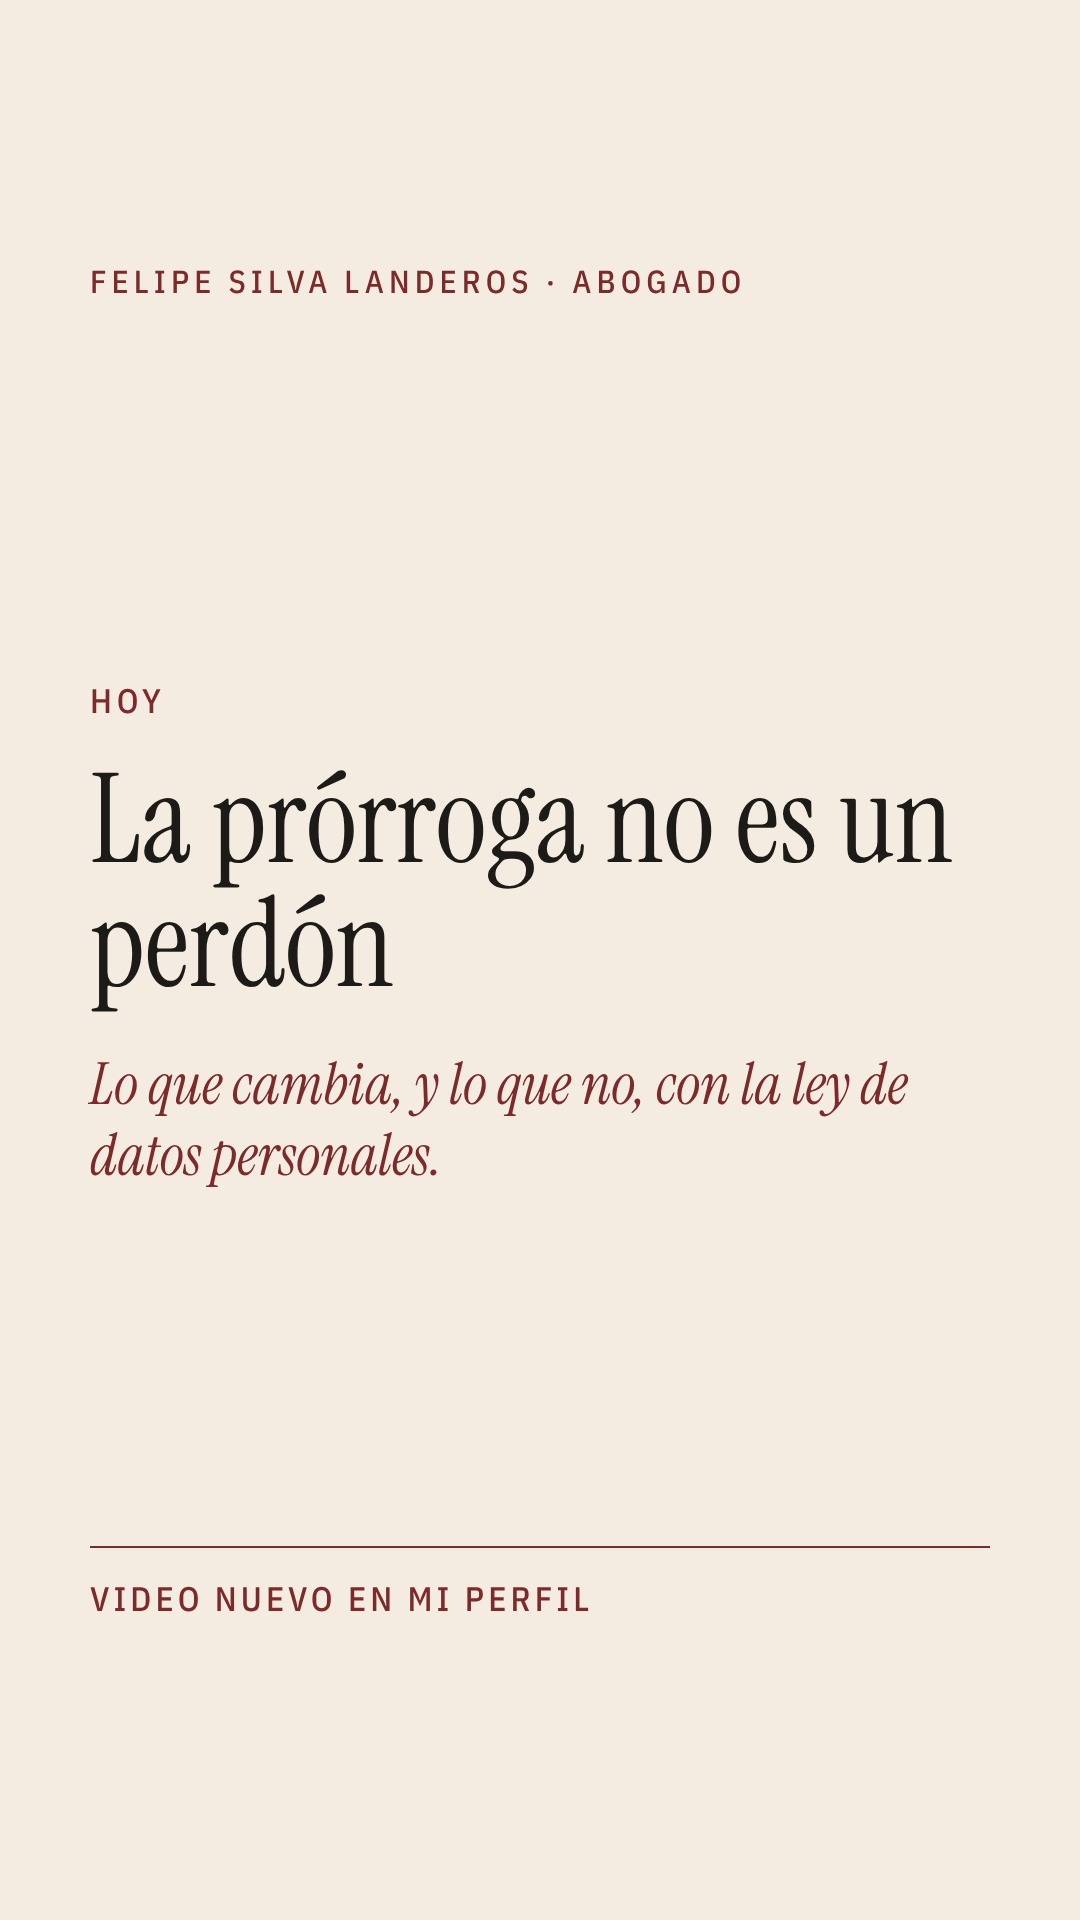 FELIPE SILVA LANDEROS · ABOGADO
HOY
La prórroga no es un
perdón
Lo que cambia, y lo que no, con la ley de
datos personales.
VIDEO NUEVO EN MI PERFIL